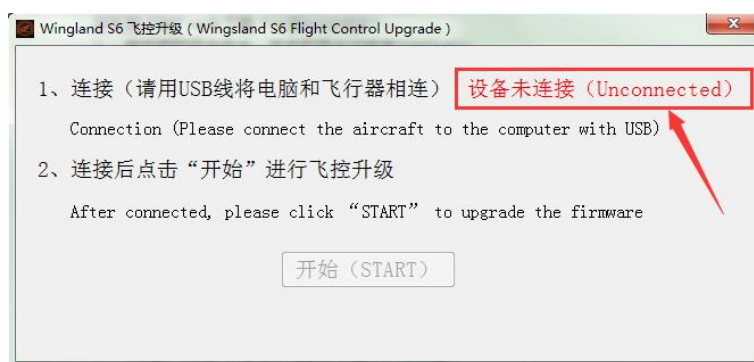 Wingland S6 飞控升级 ( Wingsland S6 Flight Control Upgrade )
1、连接（请用USB线将电脑和飞行器相连） 设备未连接（Unconnected）
Connection (Please connect the aircraft to the computer with USB)
2、连接后点击“开始”进行飞控升级
After connected, please click “START” to upgrade the firmware
开始（START）